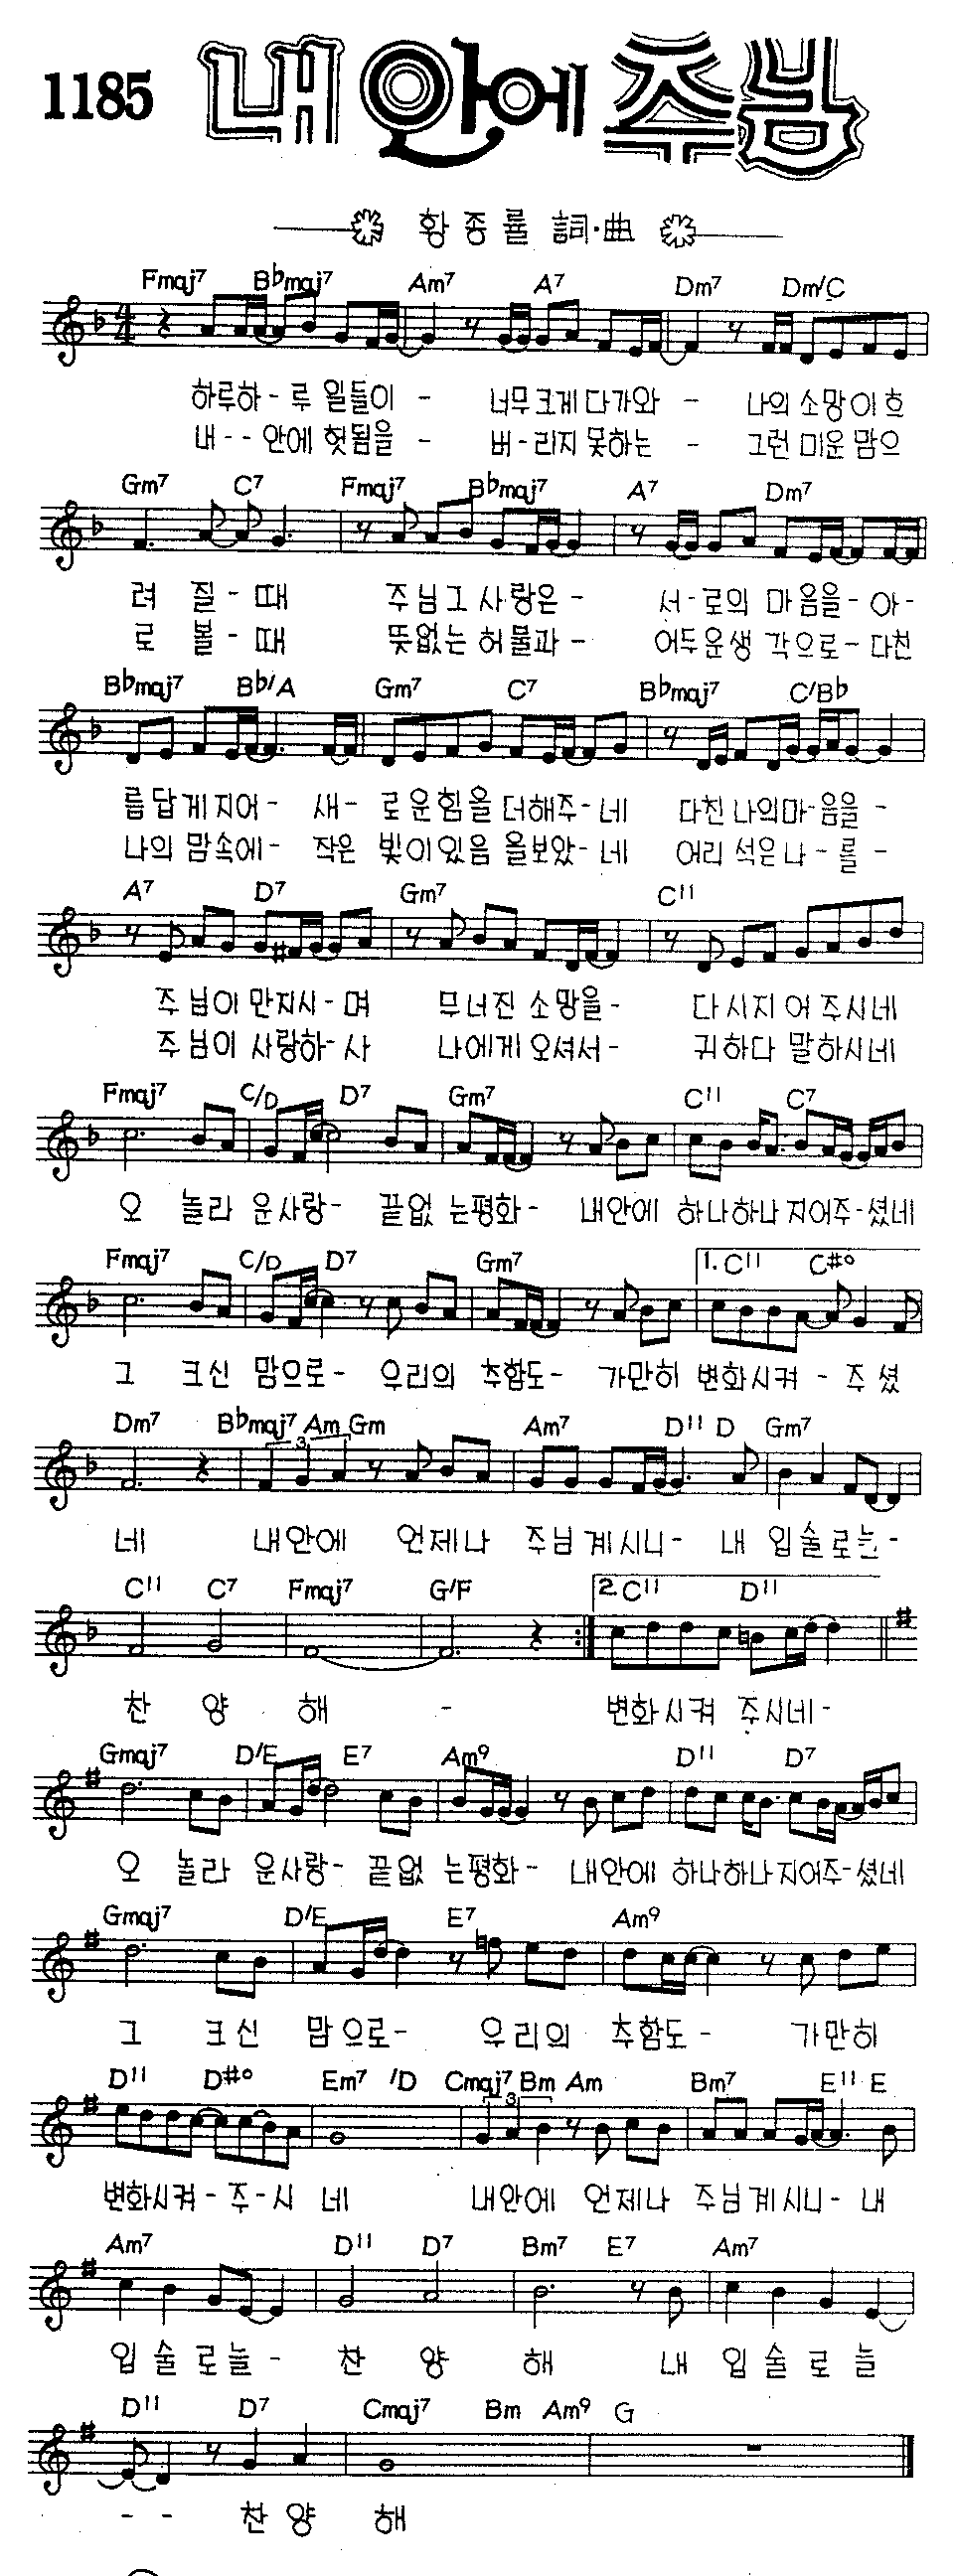 1185 내 안에 주님
황종률 詞·曲
Fmaj7 B♭maj7 Am7 A7 Dm7 Dm/C
하루하-루 일들이 - 너무크게다가와 - 나의 소망이흐
내-- 안에 헛됨을 - 버-리지 못하는 - 그런 미운 맘으
Gm7 C7 Fmaj7 B♭maj7 A7 Dm7
려 질-때 주님그 사랑은- 서-로의 마음을-아-
로 볼-때 뜻없는 허물과- 어두운생 각으로-다친
B♭maj7 B♭/A Gm7 C7 B♭maj7 C/B♭
름답게지어- 새- 로운힘을 더해주-네 다친나의마-음을-
나의 맘속에- 작은 빛이있음 을보았-네 어리 석은나-를-
A7 D7 Gm7 C11
주님이 만지시-며 무너진 소망을- 다시지어 주시네
주님이 사랑하-사 나에게 오셔서- 귀하다 말하시네
Fmaj7 C/D D7 Gm7 C11 C7
오 놀라 운사랑- 끝없 는평화- 내안에 하나하나지어주-셨네
Fmaj7 C/D D7 Gm7 1. C11 C#o
그 크신 맘으로- 우리의 추함도- 가만히 변화시켜 - 주셨
Dm7 B♭maj7 Am Gm Am7 D11 D Gm7
3
네 내안에 언제나 주님계시니- 내 입술로는-
C11 C7 Fmaj7 G/F 2. C11 D11
찬 양 해 - 변화시켜 주시네-
Gmaj7 D/E E7 Am9 D11 D7
오 놀라 운사랑- 끝없 는평화- 내안에 하나하나지어주-셨네
Gmaj7 D/E E7 Am9
그 크신 맘으로- 우리의 추함도- 가만히
D11 D#o Em7 /D Cmaj7 Bm Am Bm7 E11 E
3
변화시켜-주-시 네 내안에 언제나 주님계시니- 내
Am7 D11 D7 Bm7 E7 Am7
입술로늘- 찬 양 해 내 입술로늘
D11 D7 Cmaj7 Bm Am9 G
- - 찬양 해